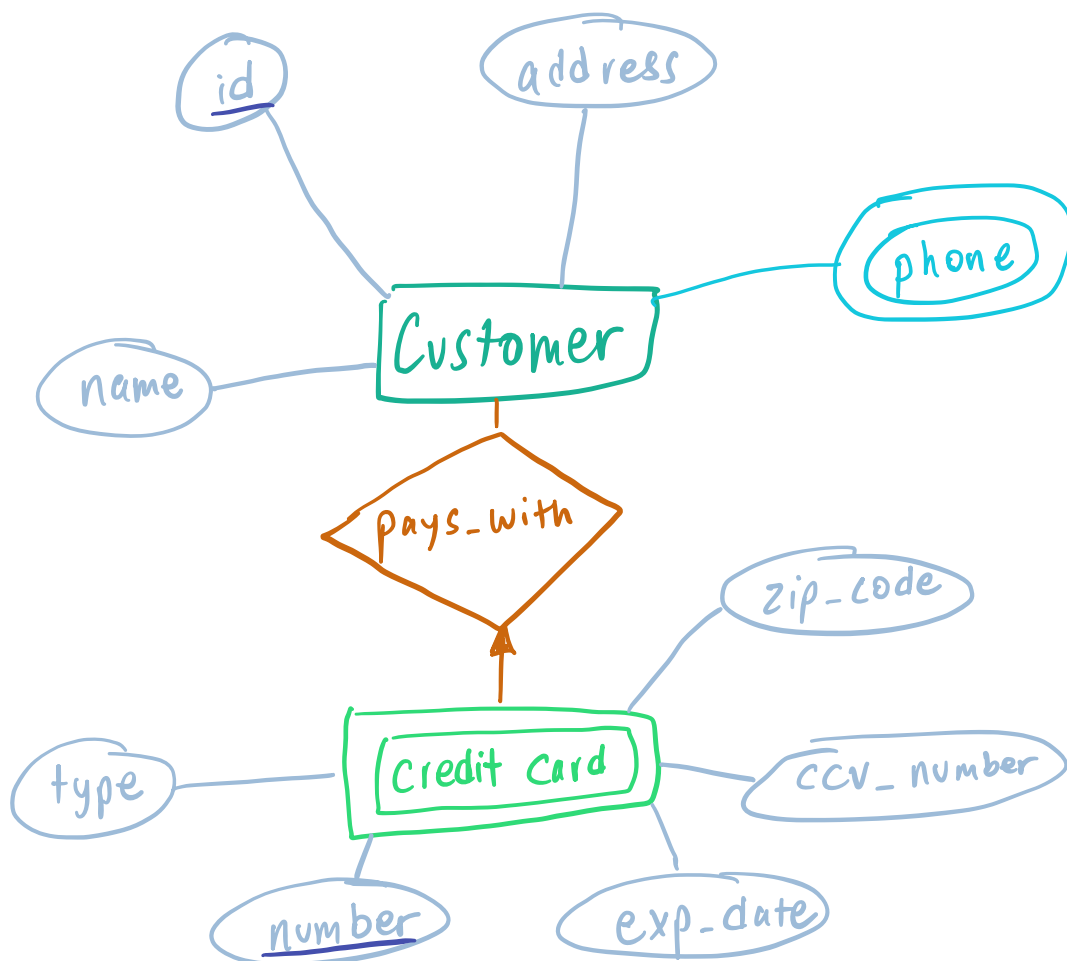 id
address
phone
Customer
name
pays_with
zip_code
credit card
type
CCV_number
number
exp_date